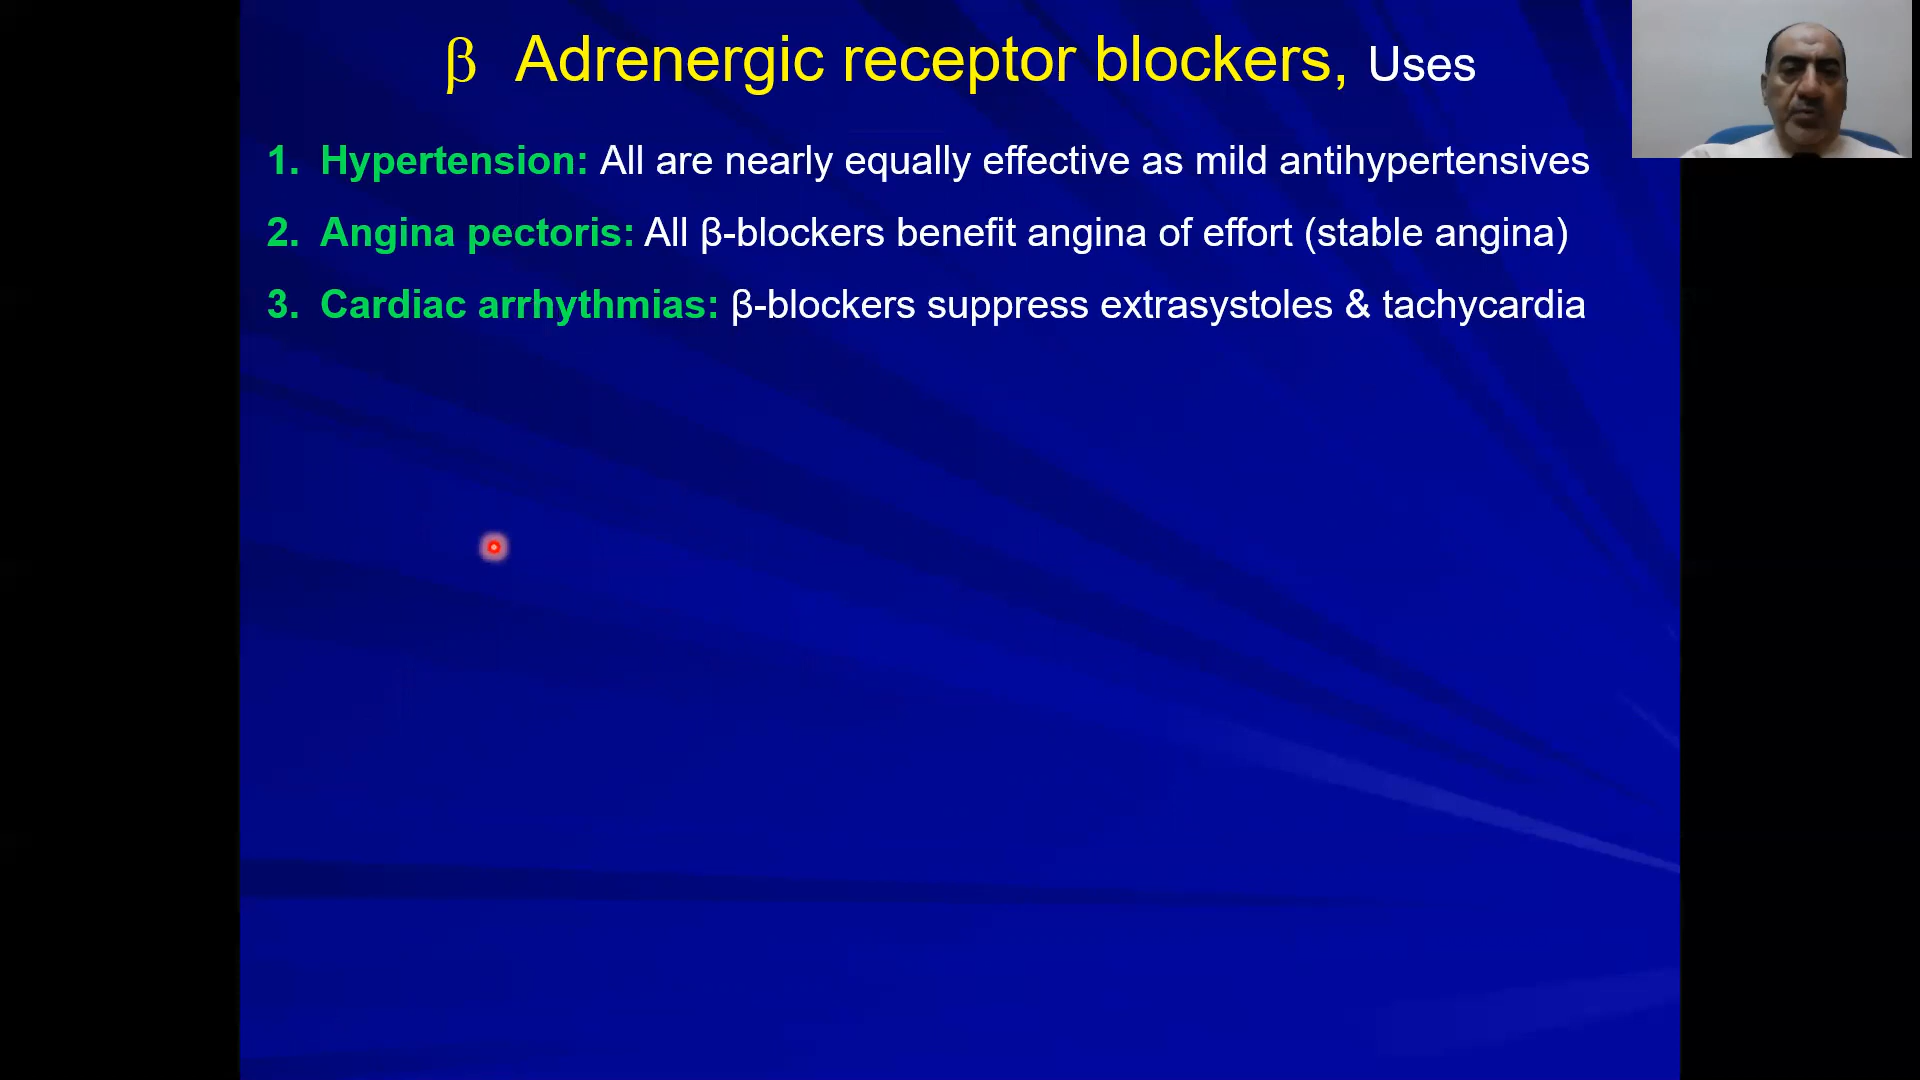 β Adrenergic receptor blockers, Uses
1. Hypertension: All are nearly equally effective as mild antihypertensives
2. Angina pectoris: All β-blockers benefit angina of effort (stable angina)
3. Cardiac arrhythmias: β-blockers suppress extrasystoles & tachycardia